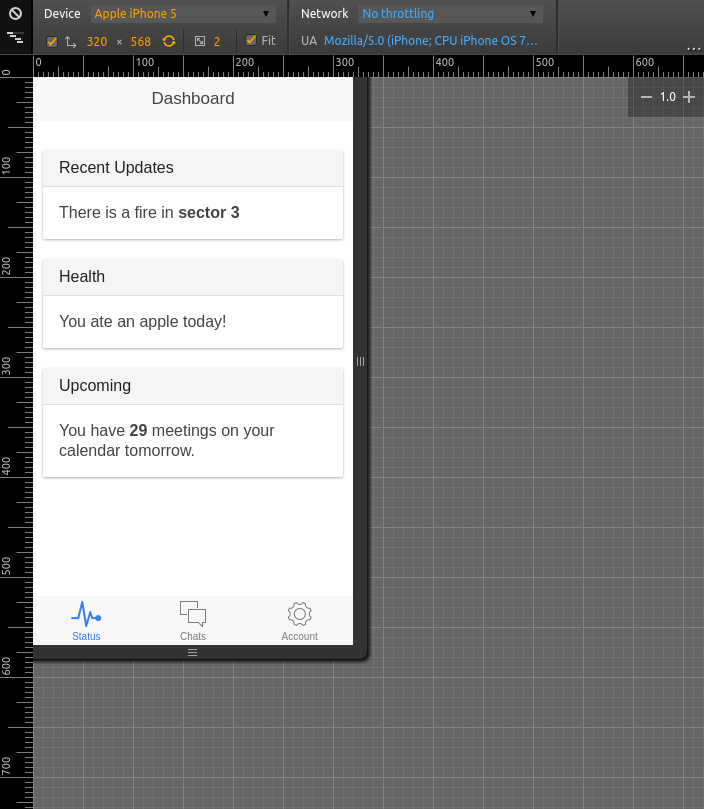 Device Apple iPhone 5 Network No throttling
320 × 568 2 Fit UA Mozilla/5.0 (iPhone; CPU iPhone OS 7...
...
0 100 200 300 400 500 600
1.0
0
100
200
300
400
500
600
700
Dashboard
Recent Updates
There is a fire in sector 3
Health
You ate an apple today!
Upcoming
You have 29 meetings on your
calendar tomorrow.
Status Chats Account